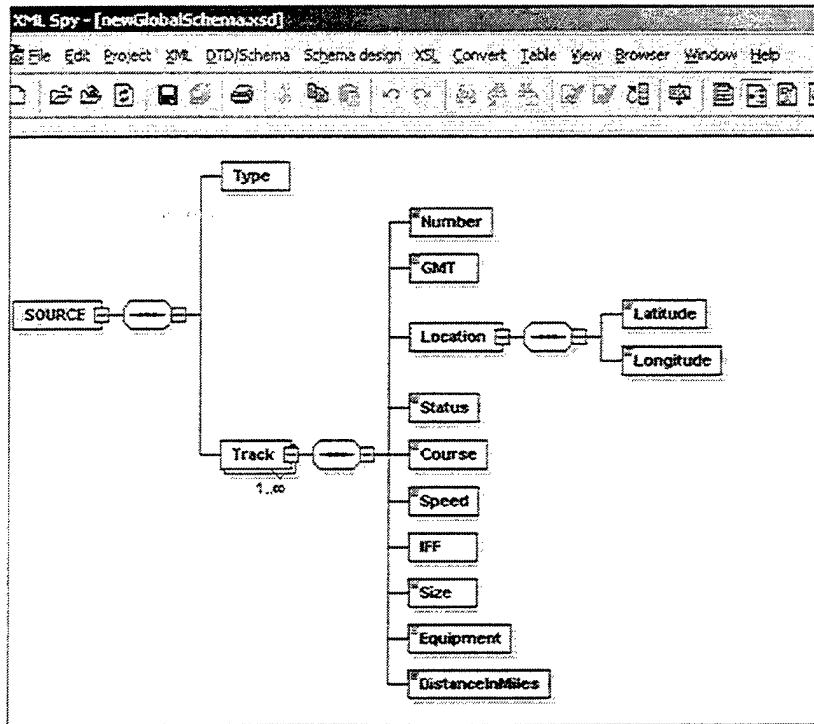 XML Spy - [newGlobalSchema.xsd]
File Edit Project XML DTD/Schema Schema design XSL Convert Table View Browser Window Help
Type
Number
GMT
SOURCE
Location
Latitude
Longitude
Status
Track
Course
1..∞
Speed
IFF
Size
Equipment
DistanceInMiles